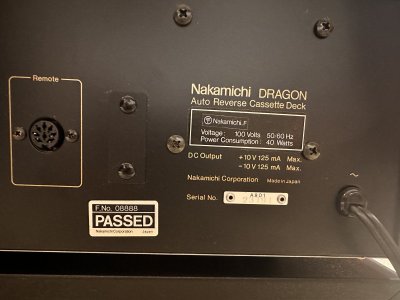 Remote
Nakamichi DRAGON
Auto Reverse Cassette Deck
Nakamichi
Voltage: 100 Volts 50/60 Hz
Power Consumption: 40 Watts
DC Output +10 V 125 mA Max.
−10 V 125 mA Max.
Nakamichi Corporation Made in Japan
Serial No. A801
~
F.No. 08888
PASSED
Nakamichi Corporation